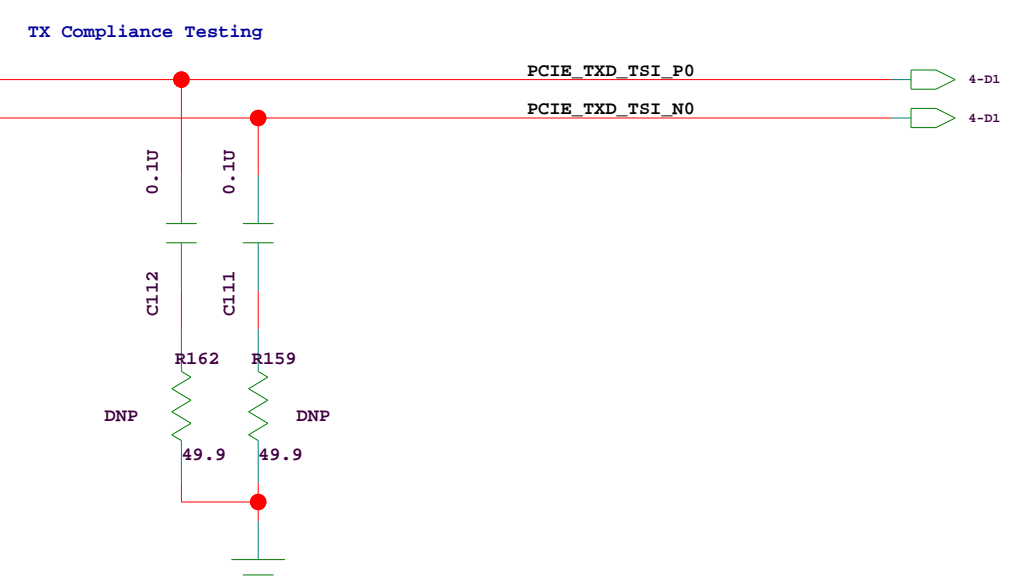 TX Compliance Testing
PCIE_TXD_TSI_P0
4-D1
PCIE_TXD_TSI_N0
4-D1
0.1U
0.1U
C112
C111
R162
R159
DNP
DNP
49.9
49.9